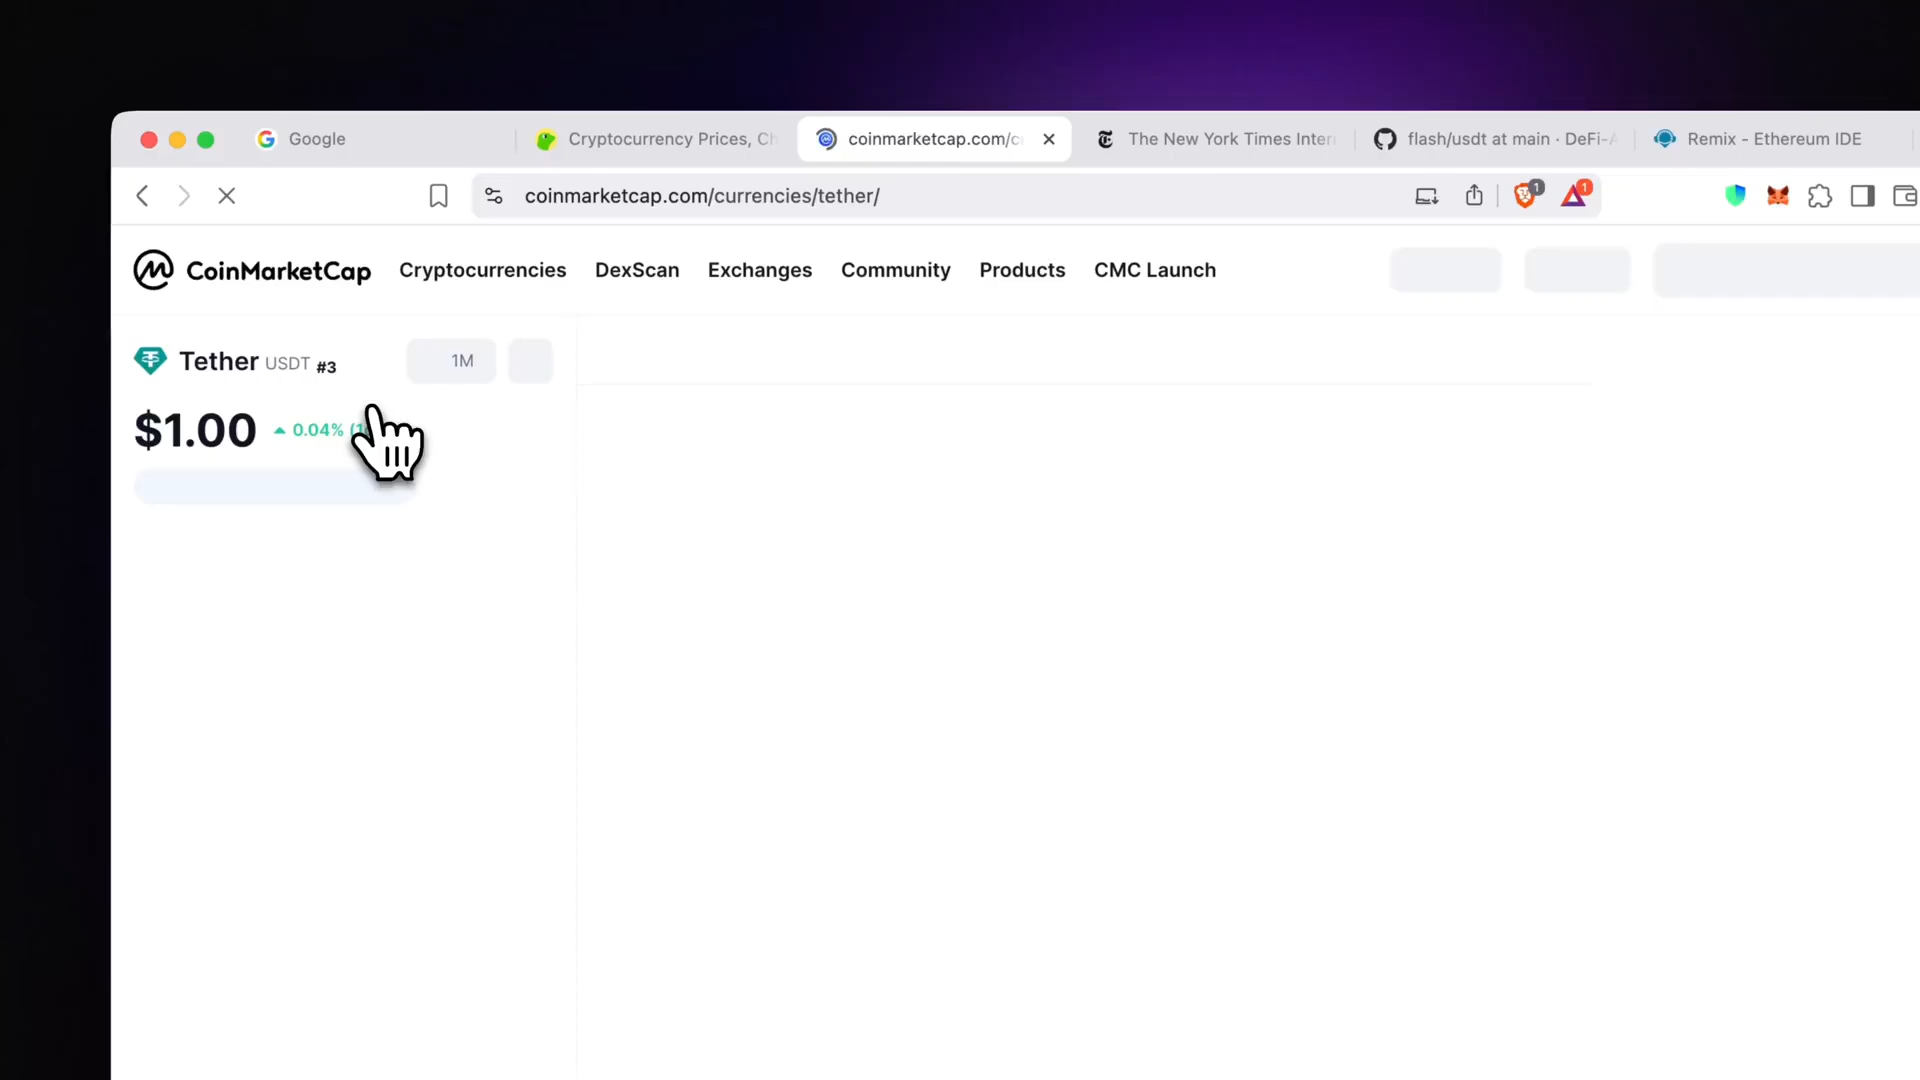 Google
Cryptocurrency Prices, Ch
coinmarketcap.com/c
The New York Times Inter
flash/usdt at main · DeFi-A
Remix - Ethereum IDE
coinmarketcap.com/currencies/tether/
1
1
CoinMarketCap
Cryptocurrencies
DexScan
Exchanges
Community
Products
CMC Launch
Tether USDT #3
1M
$1.00
0.04%